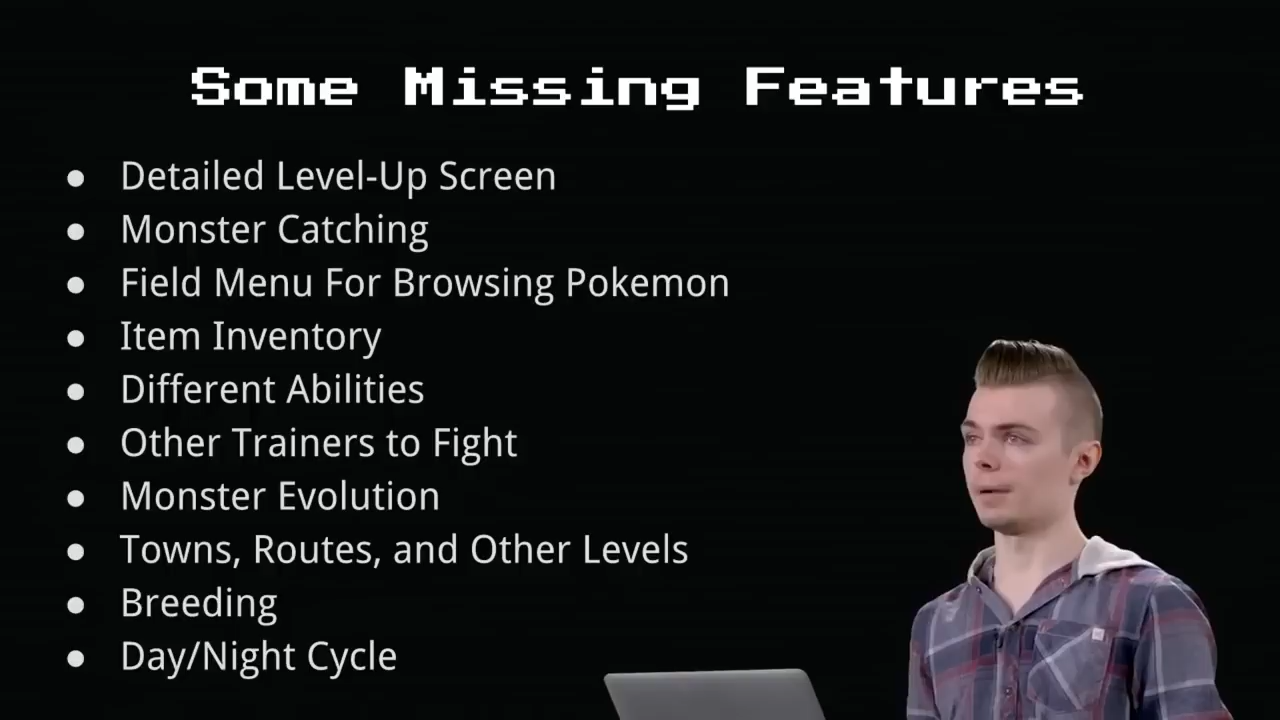 Some Missing Features
● Detailed Level-Up Screen
● Monster Catching
● Field Menu For Browsing Pokemon
● Item Inventory
● Different Abilities
● Other Trainers to Fight
● Monster Evolution
● Towns, Routes, and Other Levels
● Breeding
● Day/Night Cycle